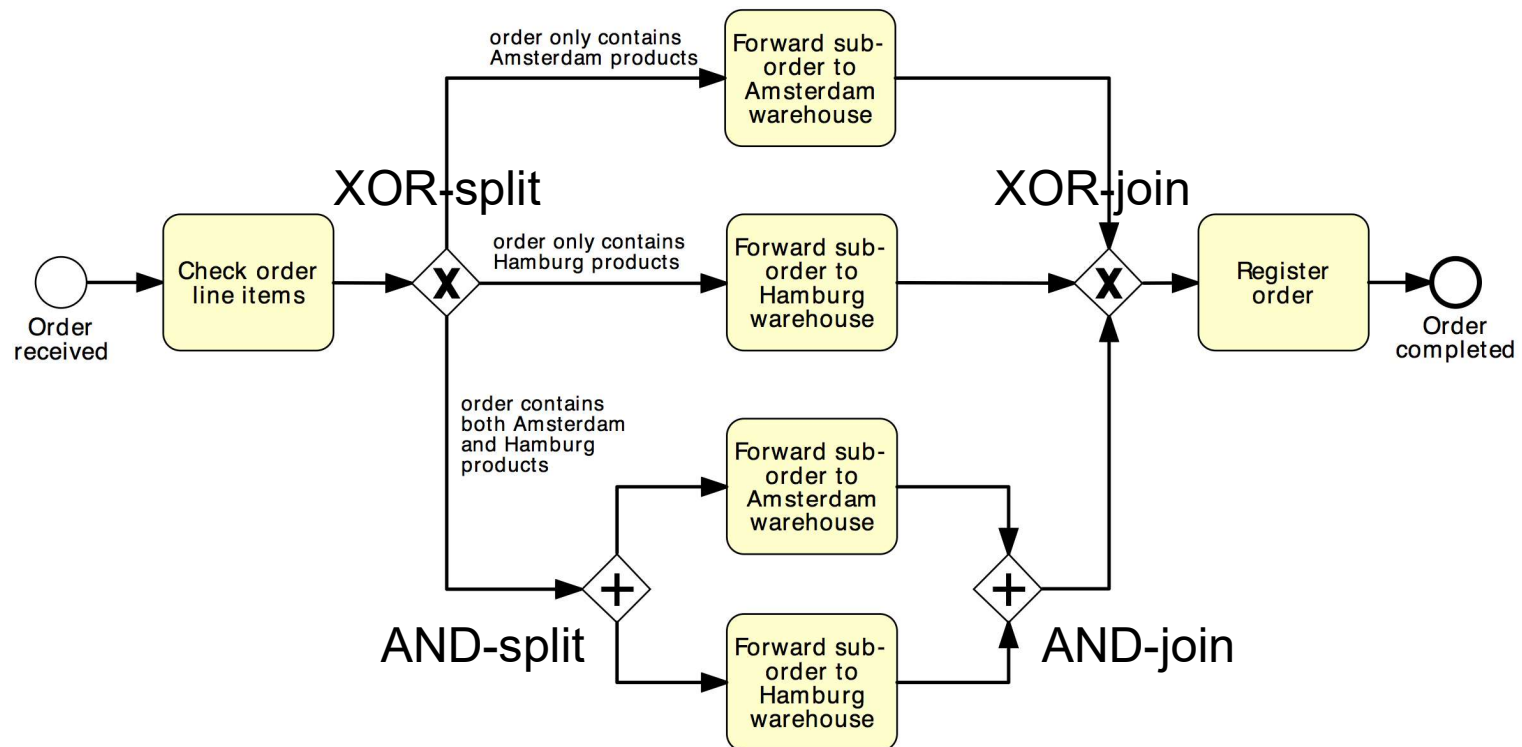 order only contains
Amsterdam products
Forward sub-
order to
Amsterdam
warehouse
XOR-split
XOR-join
Order
received
Check order
line items
X
order only contains
Hamburg products
Forward sub-
order to
Hamburg
warehouse
X
Register
order
Order
completed
order contains
both Amsterdam
and Hamburg
products
Forward sub-
order to
Amsterdam
warehouse
+
+
AND-split
AND-join
Forward sub-
order to
Hamburg
warehouse